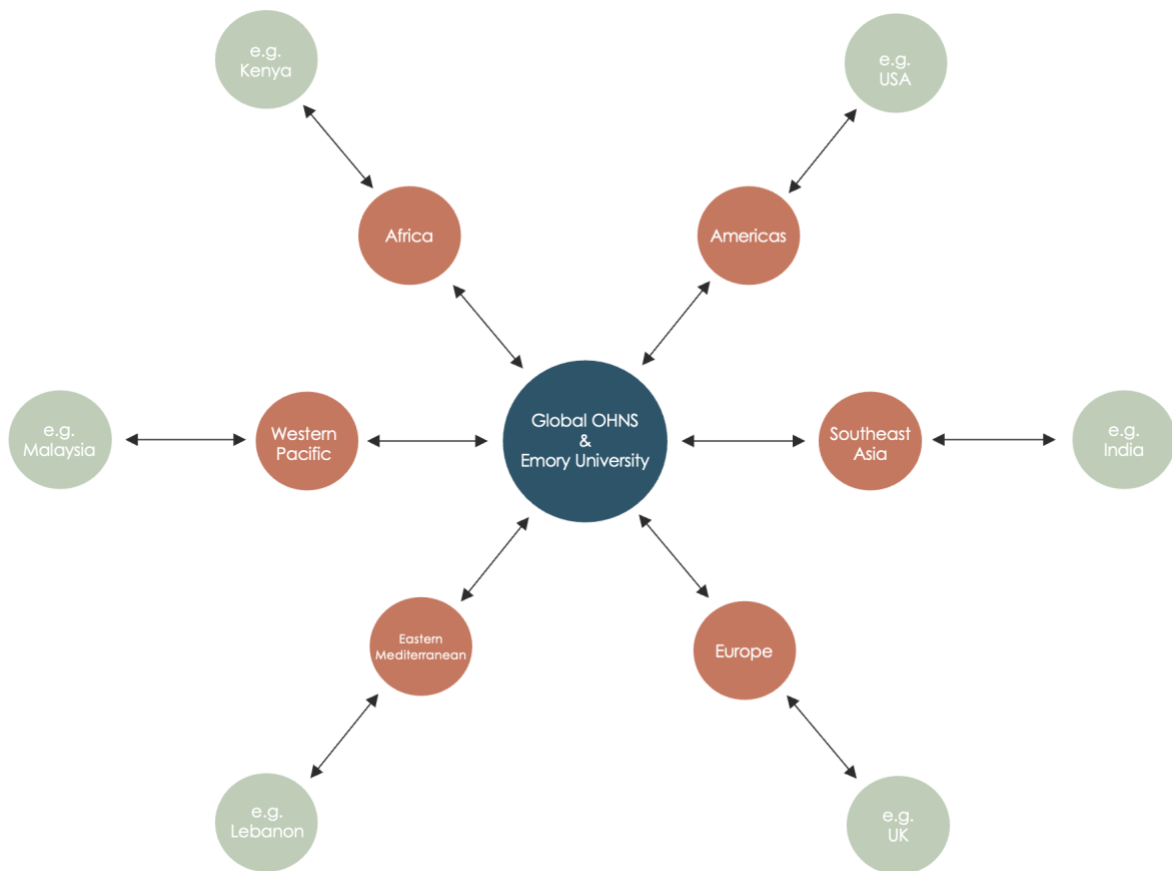 e.g.
Kenya
e.g.
USA
Africa
Americas
e.g.
Malaysia
Western
Pacific
Global OHNS
&
Emory University
Southeast
Asia
e.g.
India
Eastern
Mediterranean
Europe
e.g.
Lebanon
e.g.
UK